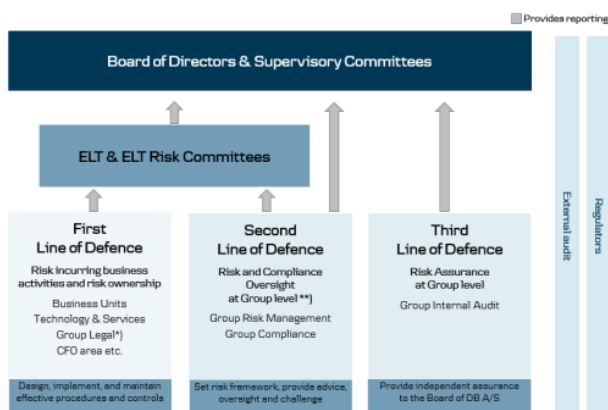 Provides reporting
Board of Directors & Supervisory Committees
ELT & ELT Risk Committees
First
Line of Defence
Risk incurring business
activities and risk ownership
Business Units
Technology & Services
Group Legal*)
CFO area etc.
Design, implement, and maintain
effective procedures and controls
Second
Line of Defence
Risk and Compliance
Oversight
at Group level **)
Group Risk Management
Group Compliance
Set risk framework, provide advice,
oversight and challenge
Third
Line of Defence
Risk Assurance
at Group level
Group Internal Audit
Provide independent assurance
to the Board of DB A/S
External audit
Regulators